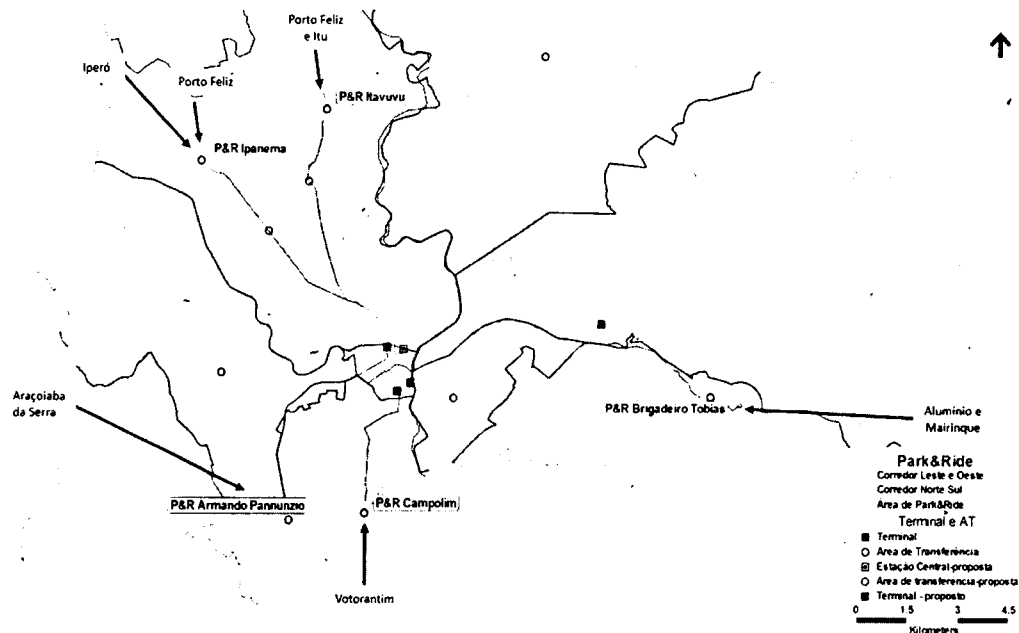 Porto Feliz
e Itu
Iperó
Porto Feliz
P&R Itavuvu
P&R Ipanema
Araçoiaba
da Serra
P&R Brigadeiro Tobias
Alumínio e
Mairinque
P&R Armando Pannunzio
P&R Campolim
Votorantim
Park&Ride
Corredor Leste e Oeste
Corredor Norte Sul
Area de Park&Ride
Terminal e AT
Terminal
Area de Transferência
Estação Central-proposta
Area de transferencia-proposta
Terminal - proposto
0 1.5 3 4.5
Kilometers